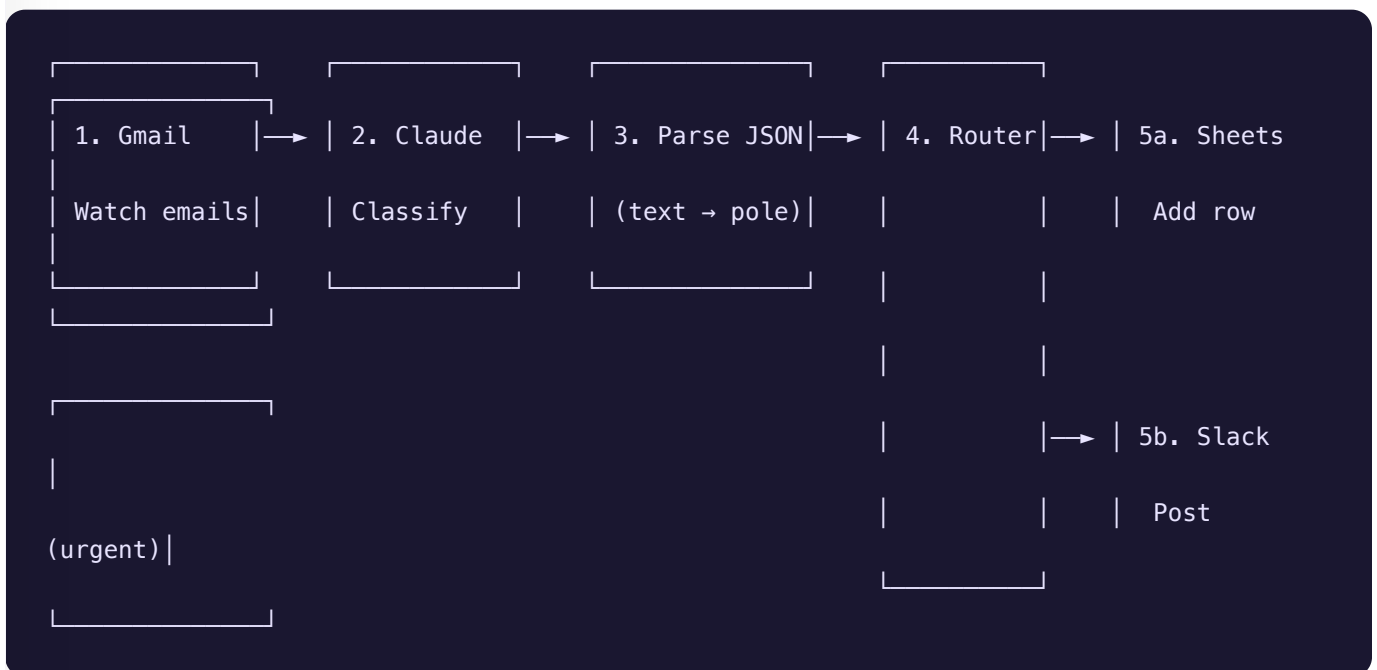 1. Gmail 2. Claude 3. Parse JSON 4. Router 5a. Sheets
Watch emails Classify (text → pole) Add row
5b. Slack
Post
(urgent)